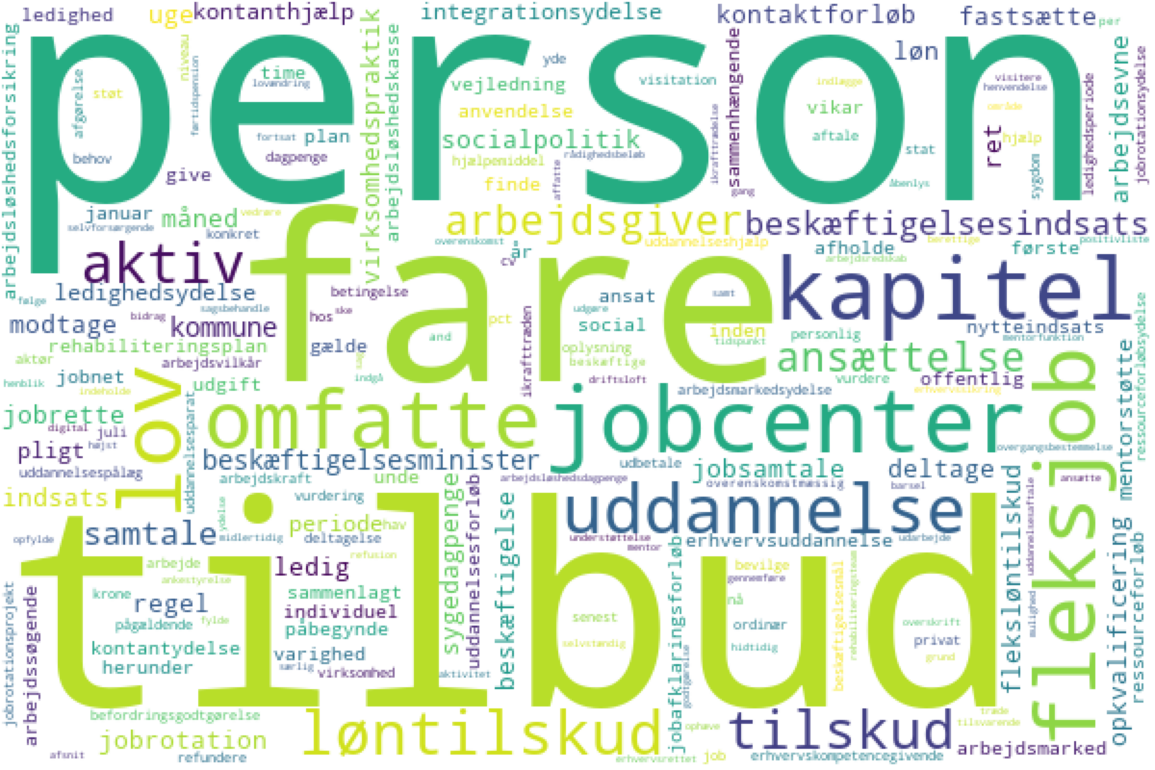 ledighed
uge
kontanthjælp
integrationsydelse
kontaktforløb
fastsætte
per
person
arbejdsløshedsforsikring
afgørelse
støt
niveau
førtidspension
time
lovændring
virksomhedspraktik
arbejdsløshedskasse
yde
vejledning
visitation
anvendelse
socialpolitik
hjælpemiddel
rådighedsbeløb
finde
affatte
ikrafttrædelse
gang
sammenhængende
løn
indlægge
vikar
aftale
stat
åbenlys
visitere
henvendelse
område
ret
hjælp
sygdom
ledighedsperiode
arbejdsevne
jobrotationsydelse
behov
fortsat
plan
dagpenge
give
januar
måned
vedrøre
selvforsørgende
konkret
arbejdsgiver
beskæftigelsesindsats
overenskomst
år
cv
uddannelseshjælp
afholde
berettige
første
positivliste
arbejdsredskab
aktiv
fare
kapitel
ledighedsydelse
følge
sagsbehandle
betingelse
bidrag
hos
ske
modtage
kommune
pct
ansat
udgøre
samt
social
inden
tidspunkt
personlig
nytteindsats
mentorfunktion
aktør
rehabiliteringsplan
gælde
and
sag
oplysning
ikrafttræden
ansættelse
arbejdsvilkår
beskæftige
vurdere
henblik
jobnet
udgift
indgå
driftsloft
arbejdsmarkedsydelse
offentlig
erhvervssikring
indeholde
ressourceforløbsydelse
jobrette
lov
omfatte
jobcenter
fleksjob
mentorstøtte
digital
juli
højst
pligt
overgangsbestemmelse
uddannelsespålæg
uddannelsesparat
beskæftigelsesminister
udbetale
jobsamtale
deltage
ansætte
indsats
arbejdskraft
unde
arbejdsløshedsdagpenge
overenskomstmæssig
barsel
tilbud
vurdering
uddannelse
samtale
periode
hav
ydelse
midlertidig
deltagelse
sygedagpenge
uddannelsesforløb
beskæftigelse
understøttelse
mentor
erhvervsuddannelse
udarbejde
fleksløntilskud
uddannelsesaftale
opkvalificering
ressourceforløb
opfylde
arbejde
ledig
refusion
jobafklaringsforløb
bevilge
gennemføre
ankestyrelse
krone
sammenlagt
nå
beskæftigelsesmål
rehabiliteringsteam
mulighed
jobrotationsprojekt
arbejdssøgende
regel
individuel
fylde
pågældende
påbegynde
senest
ordinær
overskrift
kontantydelse
varighed
selvstændig
hidtidig
privat
herunder
særlig
virksomhed
aktivitet
godtgørelse
grund
befordringsgodtgørelse
løntilskud
ophæve
tilskud
træde
tilsvarende
jobrotation
arbejdsmarked
afsnit
refundere
erhvervsrettet
job
erhvervskompetencegivende